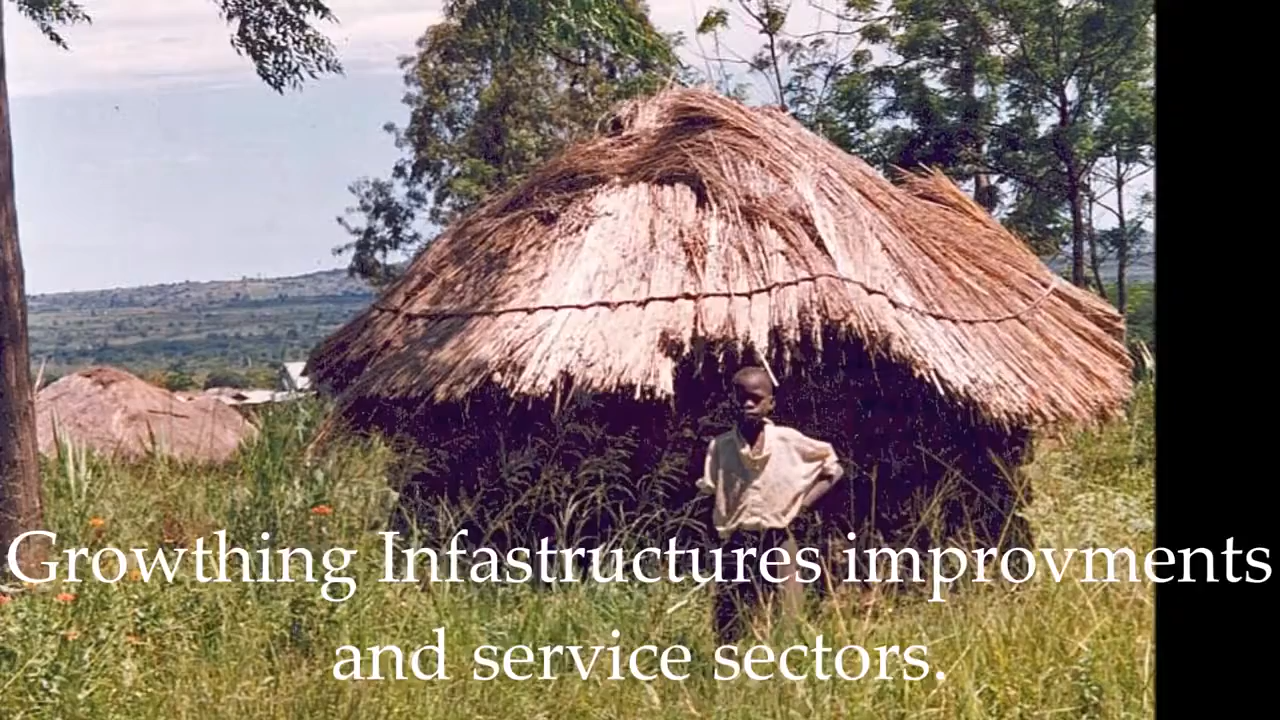 Growthing Infastructures improvments
and service sectors.